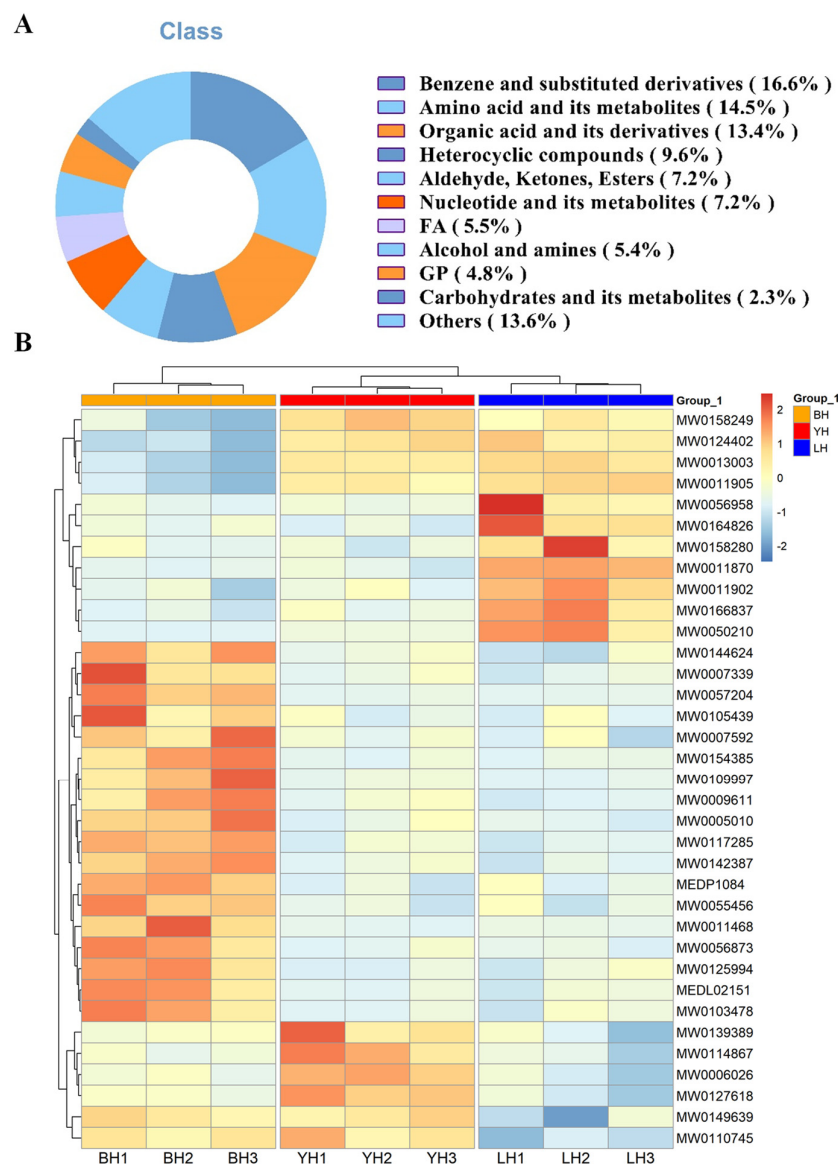 A
Class
Benzene and substituted derivatives ( 16.6% )
Amino acid and its metabolites ( 14.5% )
Organic acid and its derivatives ( 13.4% )
Heterocyclic compounds ( 9.6% )
Aldehyde, Ketones, Esters ( 7.2% )
Nucleotide and its metabolites ( 7.2% )
FA ( 5.5% )
Alcohol and amines ( 5.4% )
GP ( 4.8% )
Carbohydrates and its metabolites ( 2.3% )
Others ( 13.6% )
B
Group_1
MW0158249
MW0124402
MW0013003
MW0011905
MW0056958
MW0164826
MW0158280
MW0011870
MW0011902
MW0166837
MW0050210
MW0144624
MW0007339
MW0057204
MW0105439
MW0007592
MW0154385
MW0109997
MW0009611
MW0005010
MW0117285
MW0142387
MEDP1084
MW0055456
MW0011468
MW0056873
MW0125994
MEDL02151
MW0103478
MW0139389
MW0114867
MW0006026
MW0127618
MW0149639
MW0110745
2
1
0
-1
-2
Group_1
BH
YH
LH
BH1 BH2 BH3 YH1 YH2 YH3 LH1 LH2 LH3